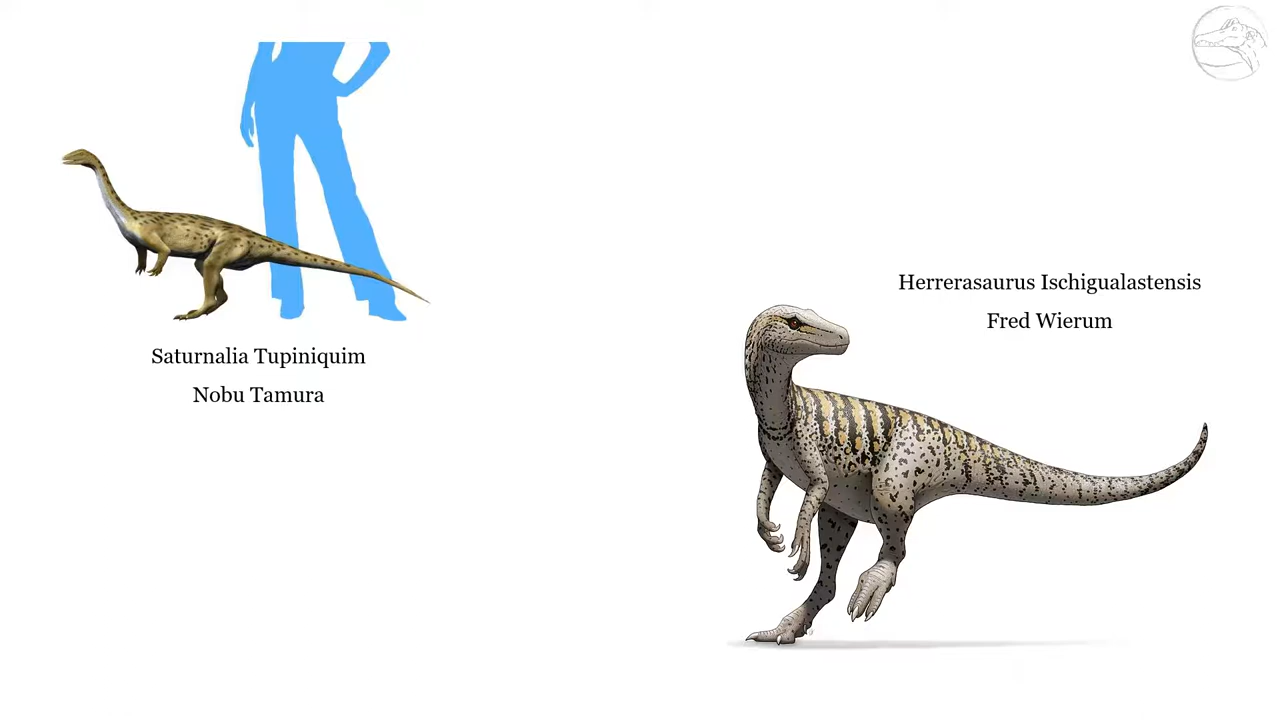 Saturnalia Tupiniquim
Nobu Tamura
Herrerasaurus Ischigualastensis
Fred Wierum